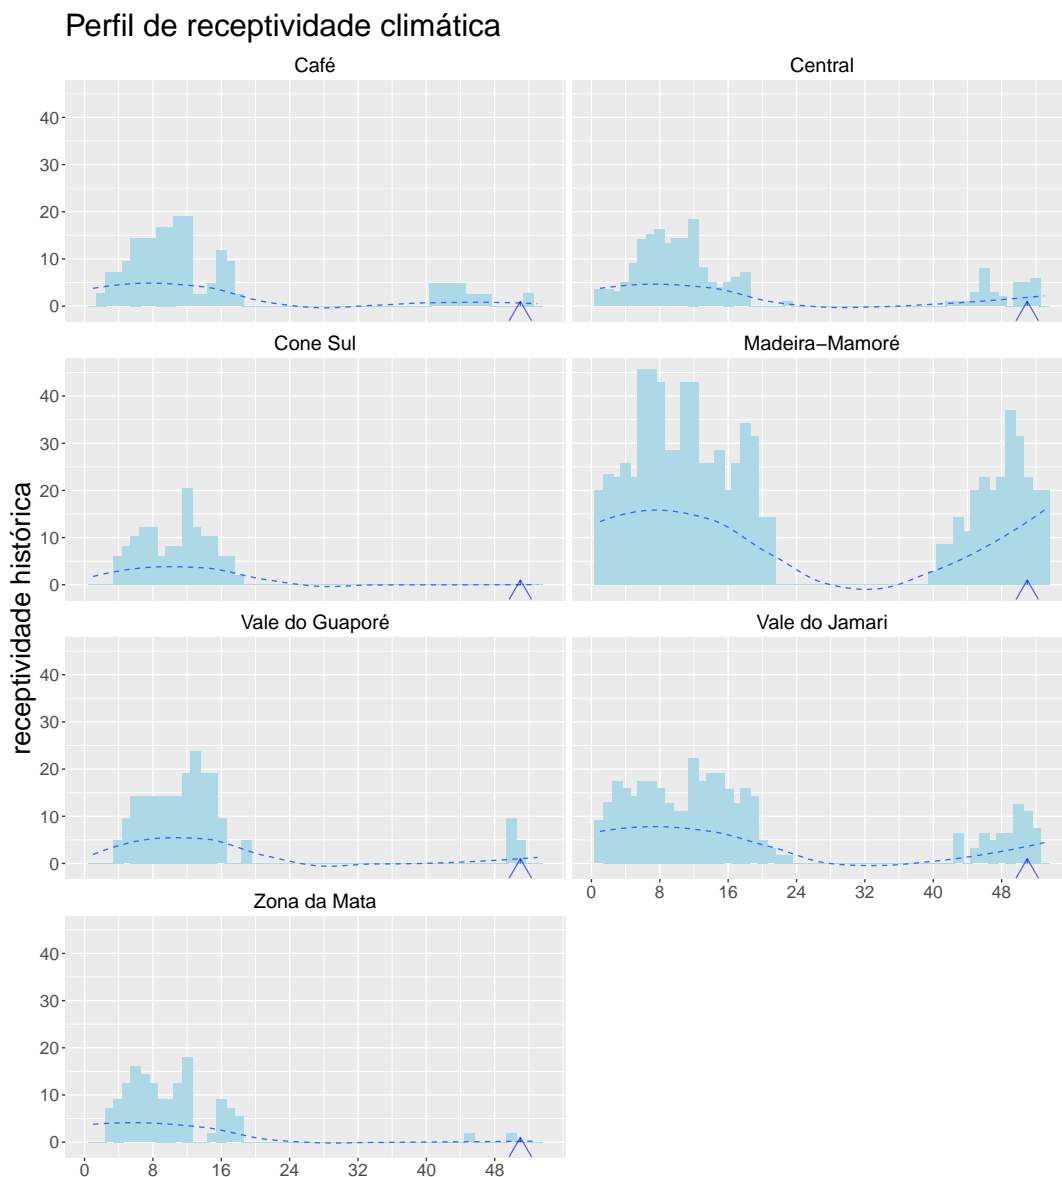 Perfil de receptividade climática
Café
Central
40
30
20
10
0
Cone Sul
Madeira−Mamoré
40
30
20
10
0
receptividade histórica
Vale do Guaporé
Vale do Jamari
40
30
20
10
0
0 8 16 24 32 40 48
Zona da Mata
40
30
20
10
0
0 8 16 24 32 40 48